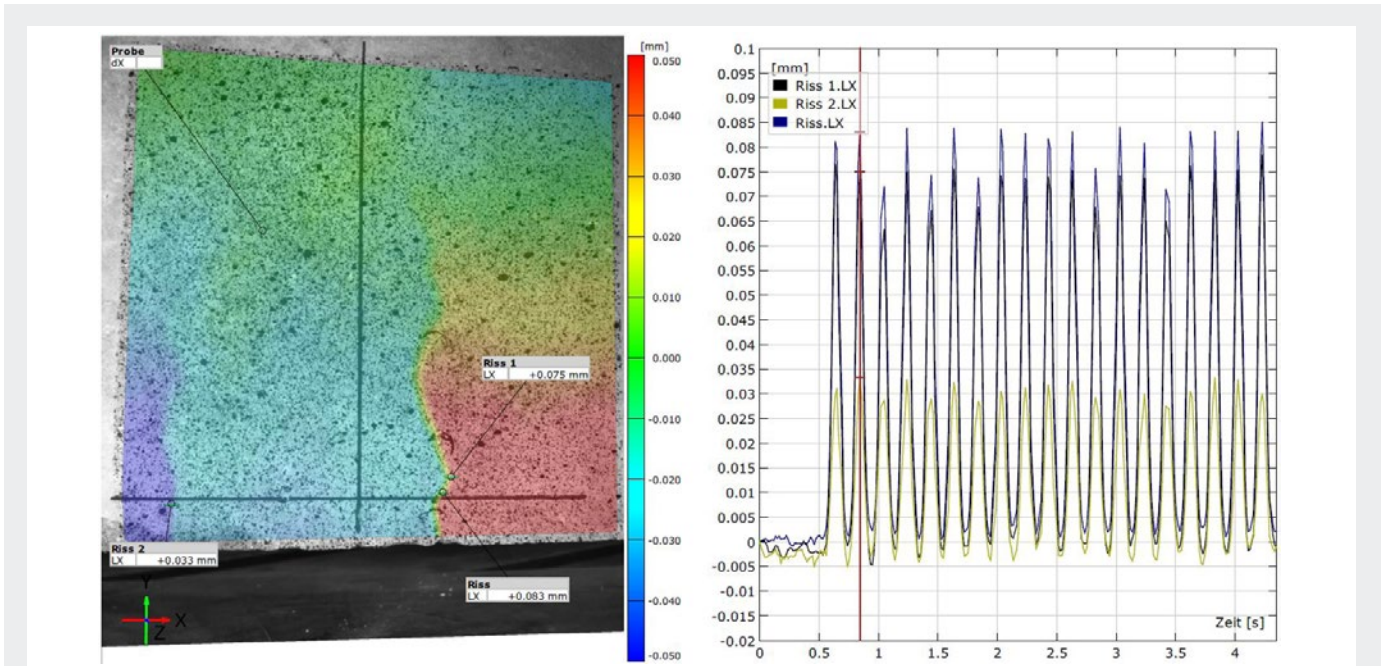 Probe
dX
[mm]
0.050
0.040
0.030
0.020
0.010
0.000
-0.010
-0.020
-0.030
-0.040
-0.050
Riss 1
LX +0.075 mm
Riss 2
LX +0.033 mm
Riss
LX +0.083 mm
Y
X
Z
[mm]
Riss 1.LX
Riss 2.LX
Riss.LX
0.1
0.095
0.09
0.085
0.08
0.075
0.07
0.065
0.06
0.055
0.05
0.045
0.04
0.035
0.03
0.025
0.02
0.015
0.01
0.005
0
-0.005
-0.01
-0.015
-0.02
Zeit [s]
0 0.5 1 1.5 2 2.5 3 3.5 4